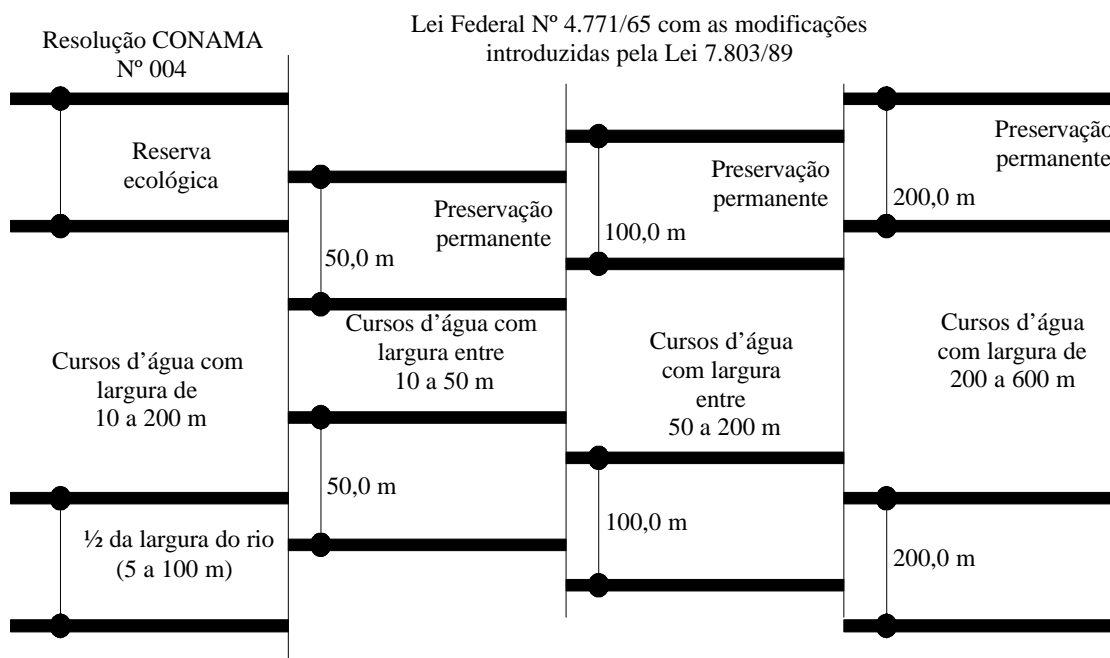 Resolução CONAMA
Nº 004
Lei Federal Nº 4.771/65 com as modificações
introduzidas pela Lei 7.803/89
Reserva
ecológica
Cursos d’água com
largura de
10 a 200 m
½ da largura do rio
(5 a 100 m)
Preservação
permanente
50,0 m
Cursos d’água com
largura entre
10 a 50 m
50,0 m
Preservação
permanente
100,0 m
Cursos d’água
com largura
entre
50 a 200 m
100,0 m
Preservação
permanente
200,0 m
Cursos d’água
com largura de
200 a 600 m
200,0 m